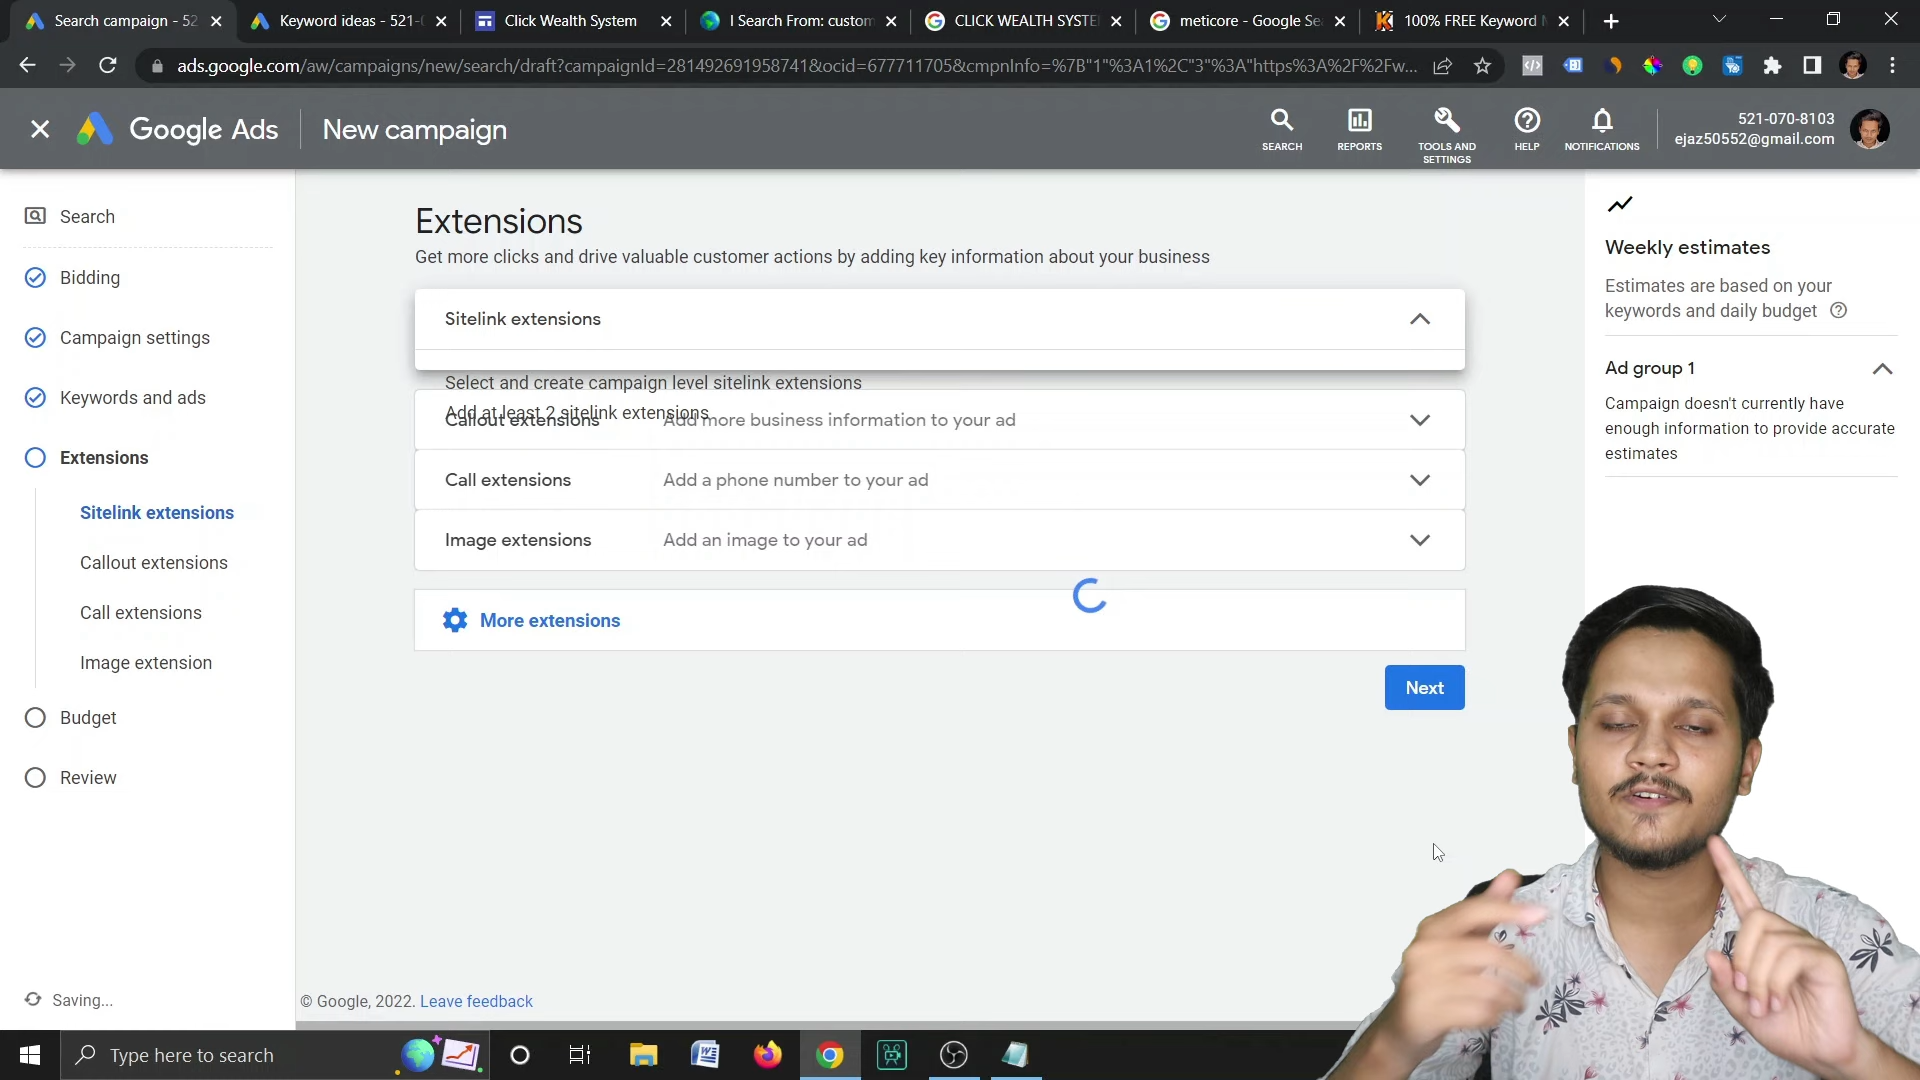 Search campaign - 52
Keyword ideas - 521-
Click Wealth System
I Search From: custom
CLICK WEALTH SYSTE
meticore - Google Se
100% FREE Keyword
ads.google.com/aw/campaigns/new/search/draft?campaignId=281492691958741&ocid=677711705&cmpnInfo=%7B"1"%3A1%2C"3"%3A"https%3A%2F%2Fw...
Google Ads
New campaign
SEARCH
REPORTS
TOOLS AND
SETTINGS
HELP
NOTIFICATIONS
521-070-8103
ejaz50552@gmail.com
Search
Bidding
Campaign settings
Keywords and ads
Extensions
Sitelink extensions
Callout extensions
Call extensions
Image extension
Budget
Review
Saving...
Extensions
Get more clicks and drive valuable customer actions by adding key information about your business
Sitelink extensions
Select and create campaign level sitelink extensions
Add at least 2 sitelink extensions
Callout extensions Add more business information to your ad
Call extensions Add a phone number to your ad
Image extensions Add an image to your ad
More extensions
Next
© Google, 2022. Leave feedback
Weekly estimates
Estimates are based on your
keywords and daily budget
Ad group 1
Campaign doesn't currently have
enough information to provide accurate
estimates
Type here to search